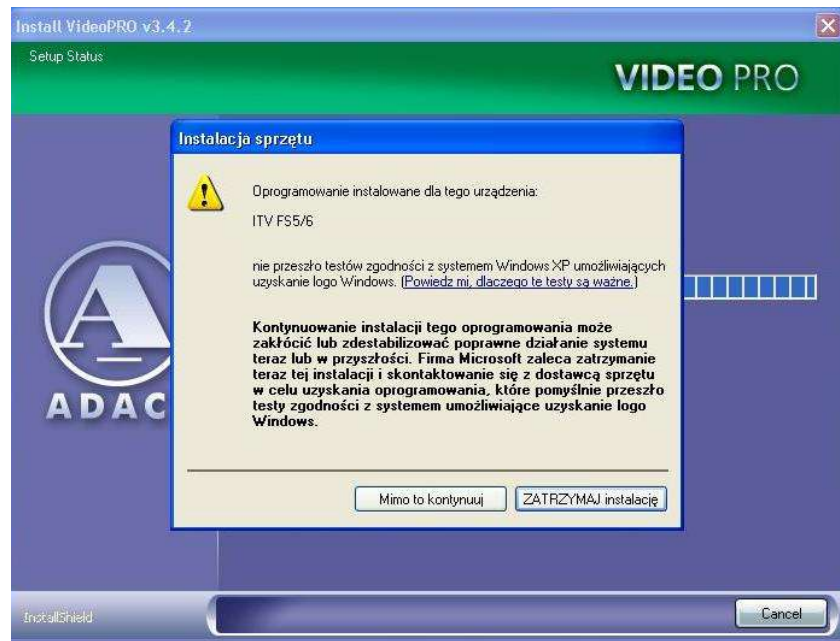 Install VideoPRO v3.4.2
Setup Status
VIDEO PRO
Instalacja sprzętu
Oprogramowanie instalowane dla tego urządzenia:
ITV FS5/6
nie przeszło testów zgodności z systemem Windows XP umożliwiających
uzyskanie logo Windows. (Powiedz mi, dlaczego te testy są ważne.)
Kontynuowanie instalacji tego oprogramowania może
zakłócić lub zdestabilizować poprawne działanie systemu
teraz lub w przyszłości. Firma Microsoft zaleca zatrzymanie
teraz tej instalacji i skontaktowanie się z dostawcą sprzętu
w celu uzyskania oprogramowania, które pomyślnie przeszło
testy zgodności z systemem umożliwiające uzyskanie logo
Windows.
ADAC
Mimo to kontynuuj
ZATRZYMAJ instalację
InstallShield
Cancel